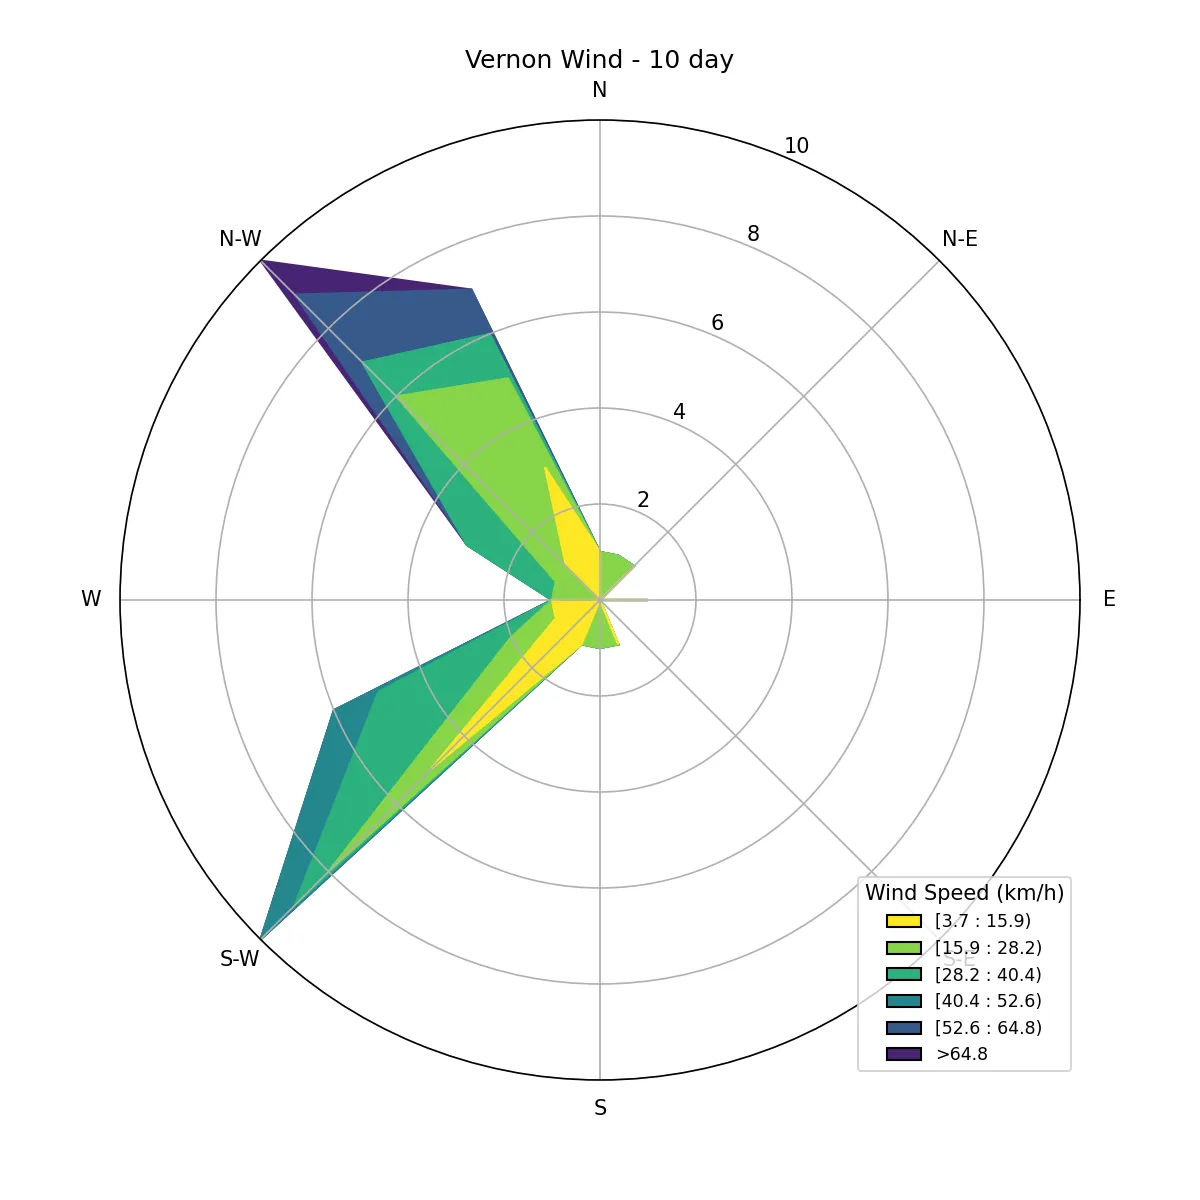 Vernon Wind - 10 day
N
10
N-W
N-E
8
6
4
2
W
E
Wind Speed (km/h)
[3.7 : 15.9)
[15.9 : 28.2)
S-W
S-E
[28.2 : 40.4)
[40.4 : 52.6)
[52.6 : 64.8)
>64.8
S